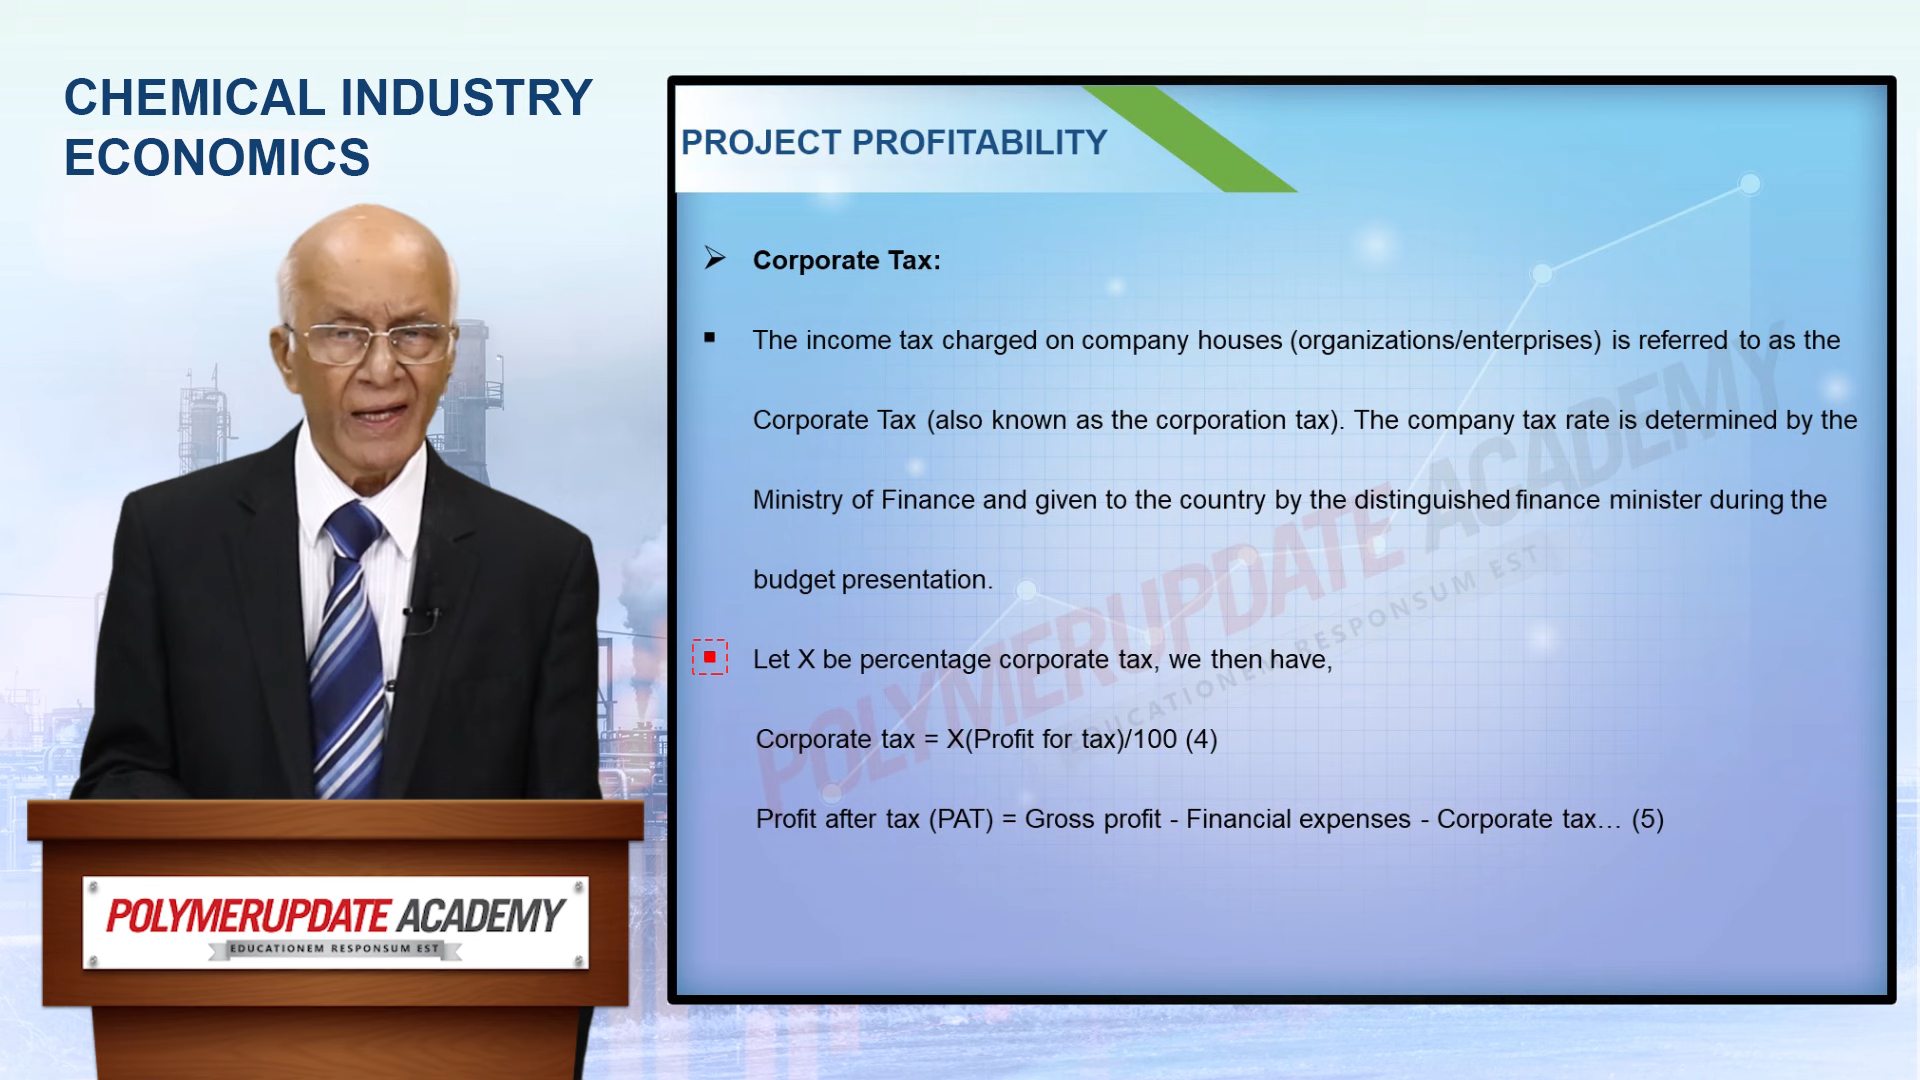 CHEMICAL INDUSTRY
ECONOMICS
PROJECT PROFITABILITY
Corporate Tax:
The income tax charged on company houses (organizations/enterprises) is referred to as the
Corporate Tax (also known as the corporation tax). The company tax rate is determined by the
Ministry of Finance and given to the country by the distinguished finance minister during the
budget presentation.
Let X be percentage corporate tax, we then have,
Corporate tax = X(Profit for tax)/100 (4)
Profit after tax (PAT) = Gross profit - Financial expenses - Corporate tax… (5)
POLYMERUPDATE ACADEMY
EDUCATIONEM RESPONSUM EST
POLYMERUPDATE ACADEMY
EDUCATIONEM RESPONSUM EST